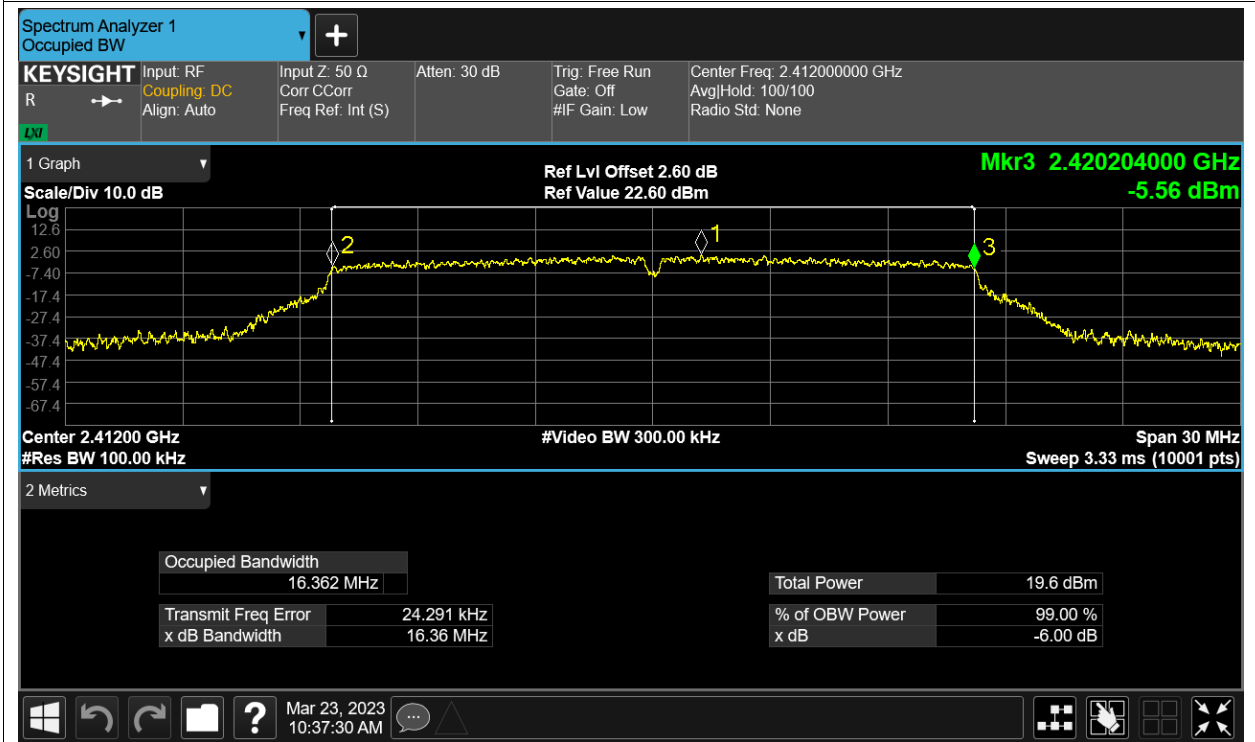 Spectrum Analyzer 1
Occupied BW
KEYSIGHT
R
LXI
Input: RF
Coupling: DC
Align: Auto
Input Z: 50 Ω
Corr CCorr
Freq Ref: Int (S)
Atten: 30 dB
Trig: Free Run
Gate: Off
#IF Gain: Low
Center Freq: 2.412000000 GHz
Avg|Hold: 100/100
Radio Std: None
1 Graph
Scale/Div 10.0 dB
Ref Lvl Offset 2.60 dB
Ref Value 22.60 dBm
Mkr3 2.420204000 GHz
-5.56 dBm
Log
12.6
2.60
-7.40
-17.4
-27.4
-37.4
-47.4
-57.4
-67.4
2
1
3
Center 2.41200 GHz
#Res BW 100.00 kHz
#Video BW 300.00 kHz
Span 30 MHz
Sweep 3.33 ms (10001 pts)
2 Metrics
Occupied Bandwidth
16.362 MHz
Transmit Freq Error 24.291 kHz
x dB Bandwidth 16.36 MHz
Total Power 19.6 dBm
% of OBW Power 99.00 %
x dB -6.00 dB
?
Mar 23, 2023
10:37:30 AM